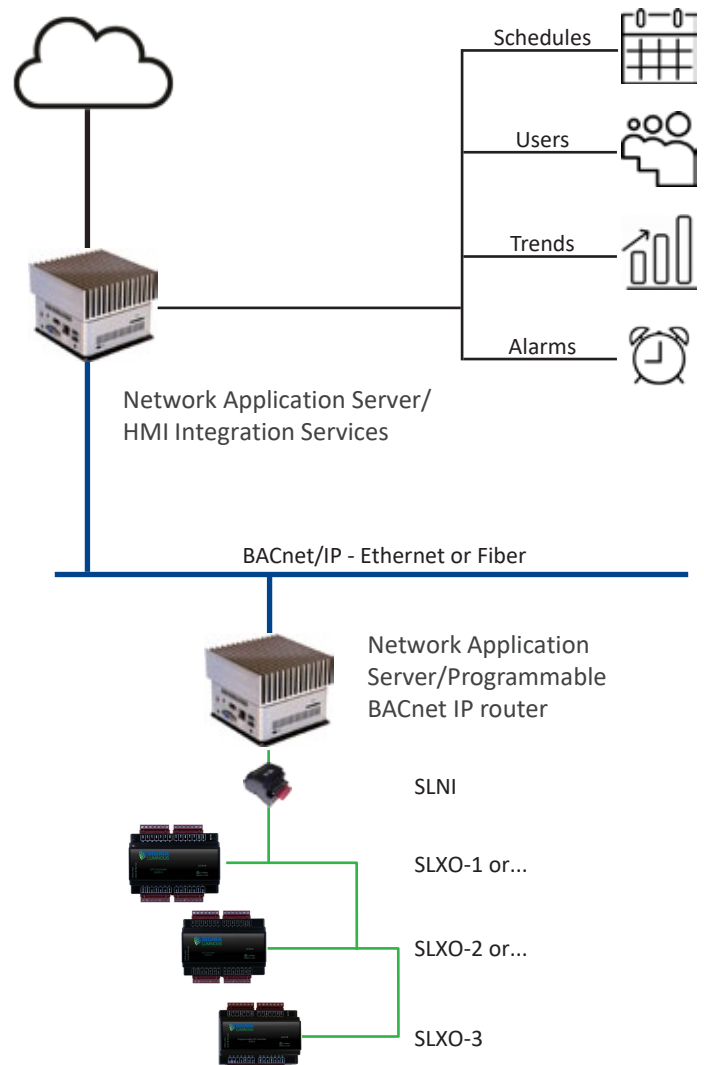 Schedules
Users
Trends
Alarms
Network Application Server/
HMI Integration Services
BACnet/IP - Ethernet or Fiber
Network Application
Server/Programmable
BACnet IP router
SLNI
SLXO-1 or...
SLXO-2 or...
SLXO-3